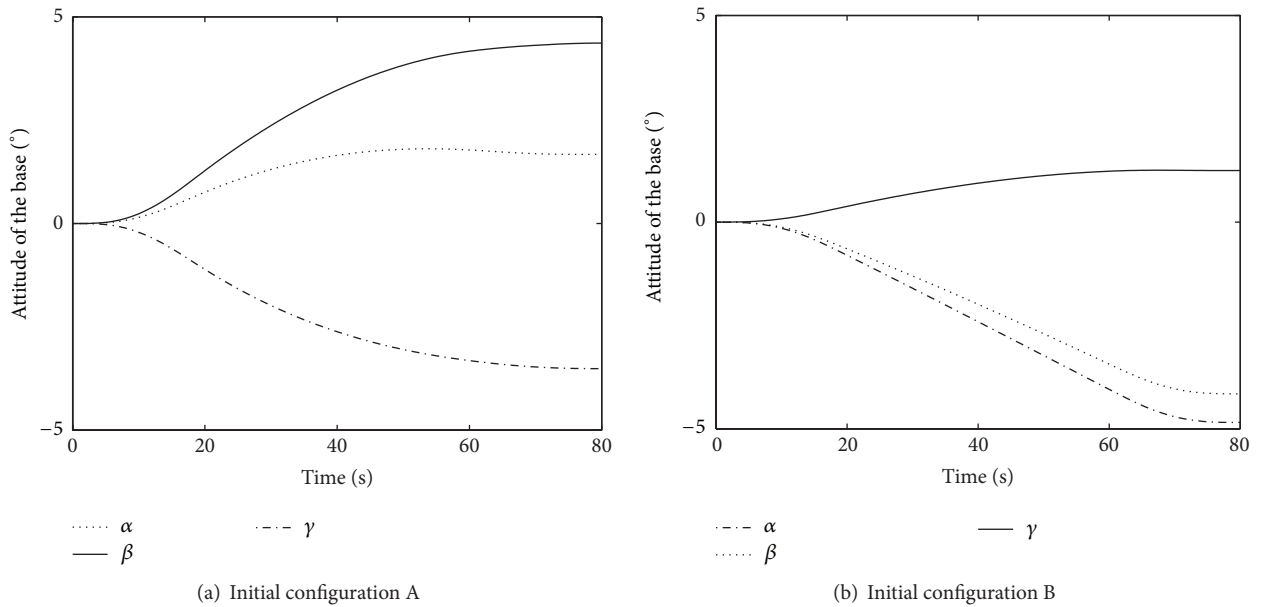 5
0
−5
Attitude of the base (°)
0 20 40 60 80
Time (s)
α
β
γ
(a) Initial configuration A
5
0
−5
Attitude of the base (°)
0 20 40 60 80
Time (s)
α
β
γ
(b) Initial configuration B